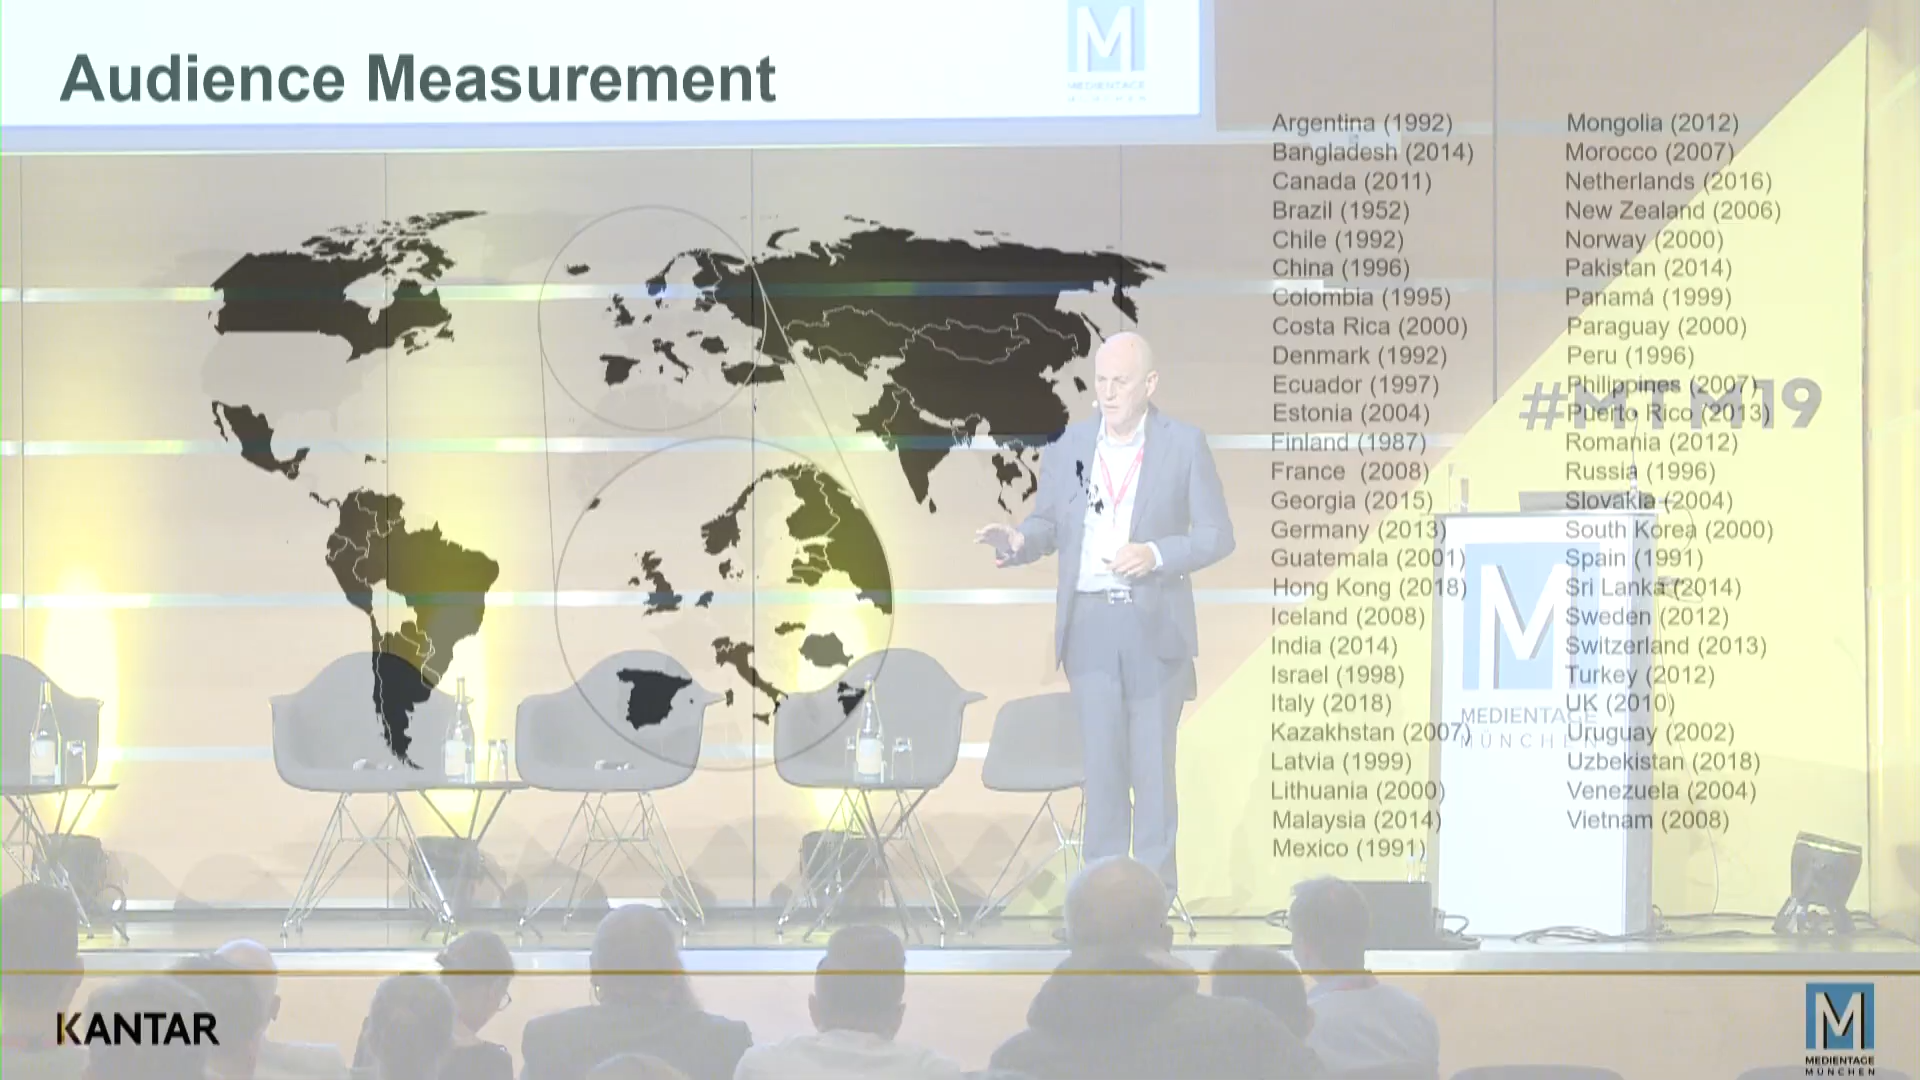 Audience Measurement
M
MEDIENTAGE
MÜNCHEN
Argentina (1992)
Bangladesh (2014)
Canada (2011)
Brazil (1952)
Chile (1992)
China (1996)
Colombia (1995)
Costa Rica (2000)
Denmark (1992)
Ecuador (1997)
Estonia (2004)
Finland (1987)
France (2008)
Georgia (2015)
Germany (2013)
Guatemala (2001)
Hong Kong (2018)
Iceland (2008)
India (2014)
Israel (1998)
Italy (2018)
Kazakhstan (2007)
Latvia (1999)
Lithuania (2000)
Malaysia (2014)
Mexico (1991)
Mongolia (2012)
Morocco (2007)
Netherlands (2016)
New Zealand (2006)
Norway (2000)
Pakistan (2014)
Panamá (1999)
Paraguay (2000)
Peru (1996)
Philippines (2007)
Puerto Rico (2013)
Romania (2012)
Russia (1996)
Slovakia (2004)
South Korea (2000)
Spain (1991)
Sri Lanka (2014)
Sweden (2012)
Switzerland (2013)
Turkey (2012)
UK (2010)
Uruguay (2002)
Uzbekistan (2018)
Venezuela (2004)
Vietnam (2008)
#MTM19
M
MEDIENTAGE
MÜNCHEN
KANTAR
M
MEDIENTAGE
MÜNCHEN